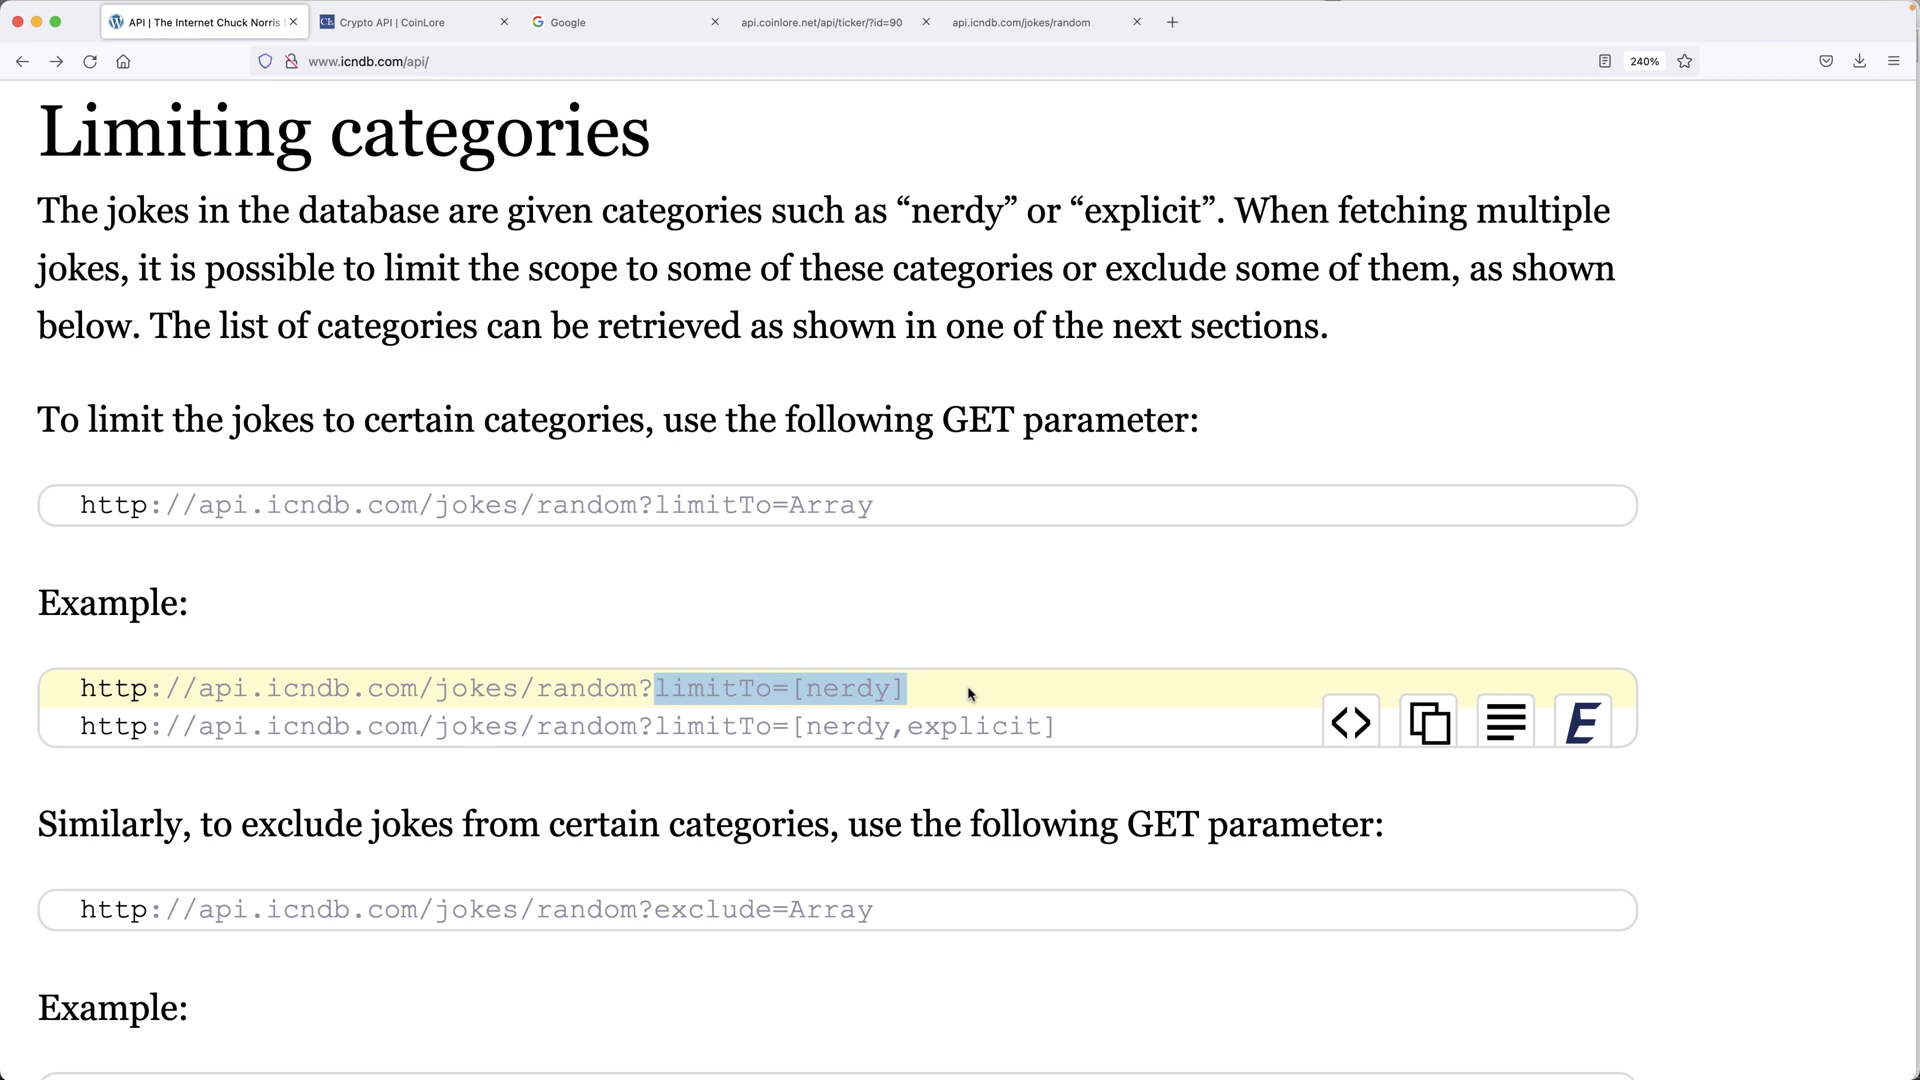 API | The Internet Chuck Norris
Crypto API | CoinLore
Google
api.coinlore.net/api/ticker/?id=90
api.icndb.com/jokes/random
www.icndb.com/api/
240%
Limiting categories
The jokes in the database are given categories such as “nerdy” or “explicit”. When fetching multiple
jokes, it is possible to limit the scope to some of these categories or exclude some of them, as shown
below. The list of categories can be retrieved as shown in one of the next sections.
To limit the jokes to certain categories, use the following GET parameter:
http://api.icndb.com/jokes/random?limitTo=Array
Example:
http://api.icndb.com/jokes/random?limitTo=[nerdy]
http://api.icndb.com/jokes/random?limitTo=[nerdy,explicit]
E
Similarly, to exclude jokes from certain categories, use the following GET parameter:
http://api.icndb.com/jokes/random?exclude=Array
Example: